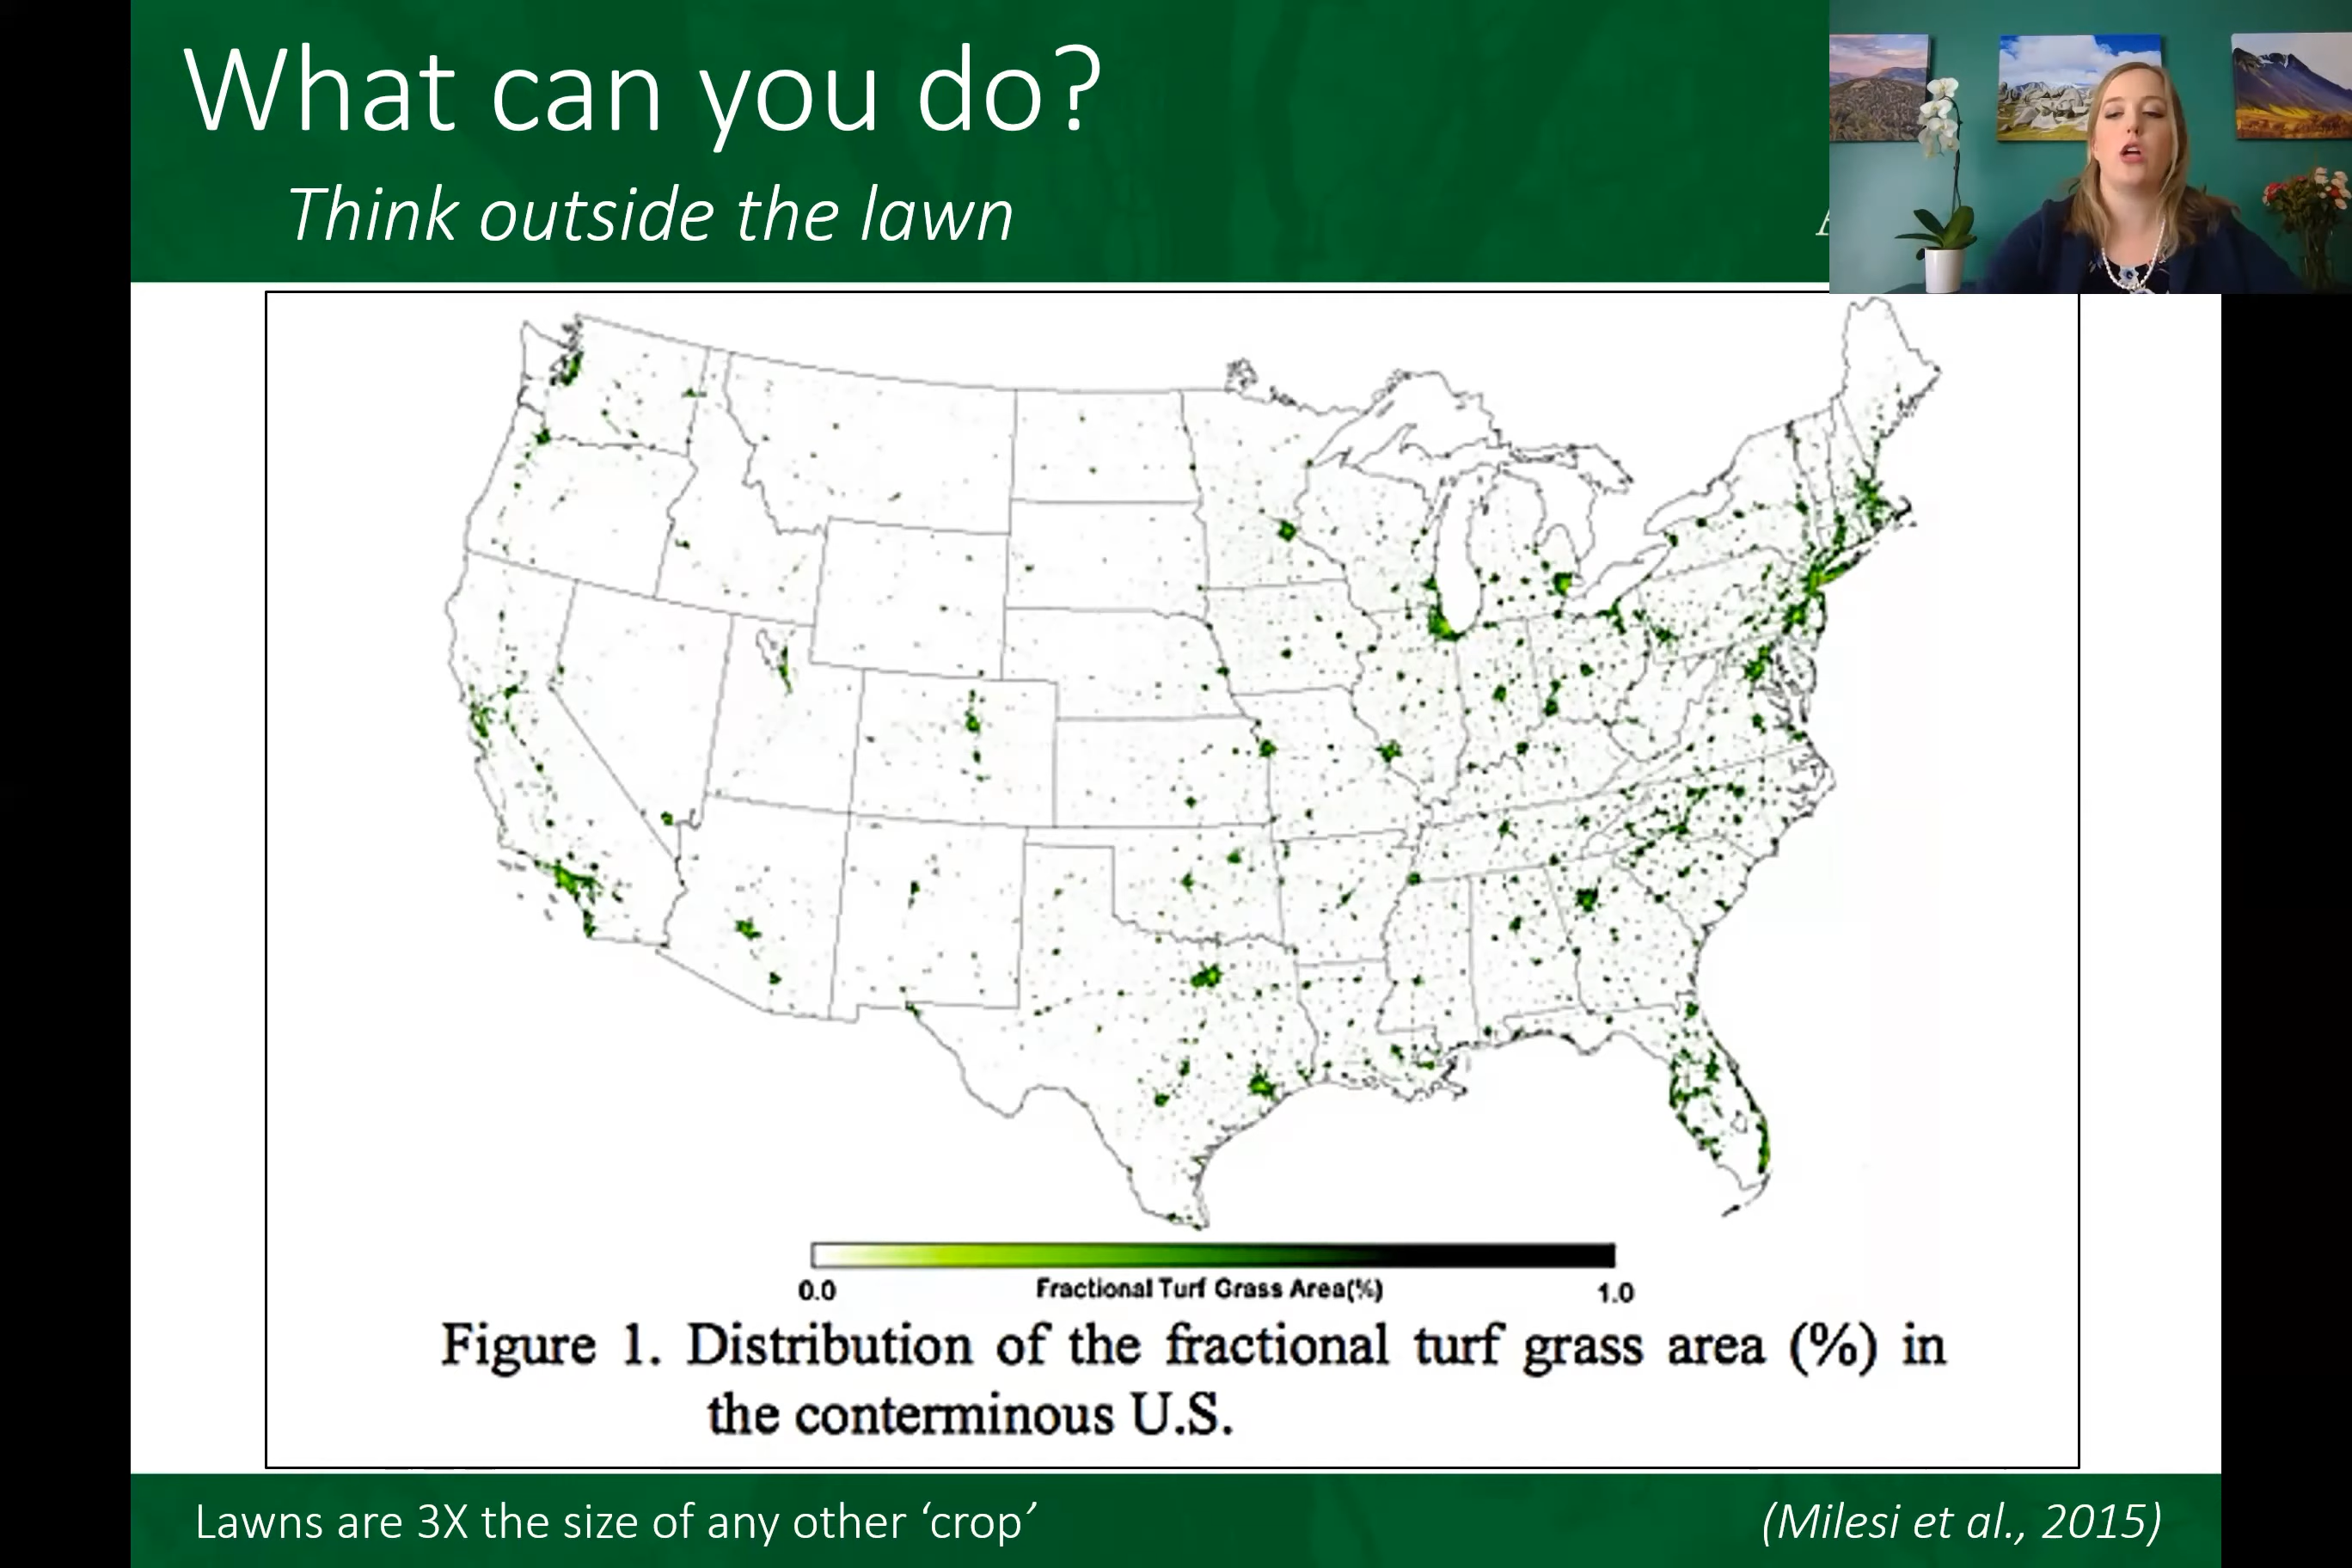 What can you do?
Think outside the lawn
0.0
Fractional Turf Grass Area(%)
1.0
Figure 1. Distribution of the fractional turf grass area (%) in
the conterminous U.S.
Lawns are 3X the size of any other ‘crop’
(Milesi et al., 2015)